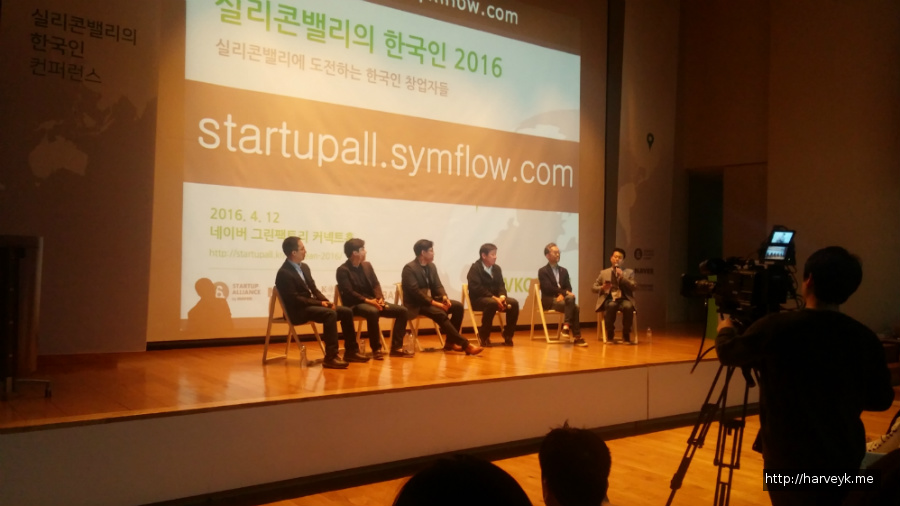 실리콘밸리의
한국인
컨퍼런스
symflow.com
실리콘밸리의 한국인 2016
실리콘밸리에 도전하는 한국인 창업자들
startupall.symflow.com
2016. 4. 12
네이버 그린팩토리 커넥트홀
http://startupall.k
STARTUP
ALLIANCE
http://harveyk.me